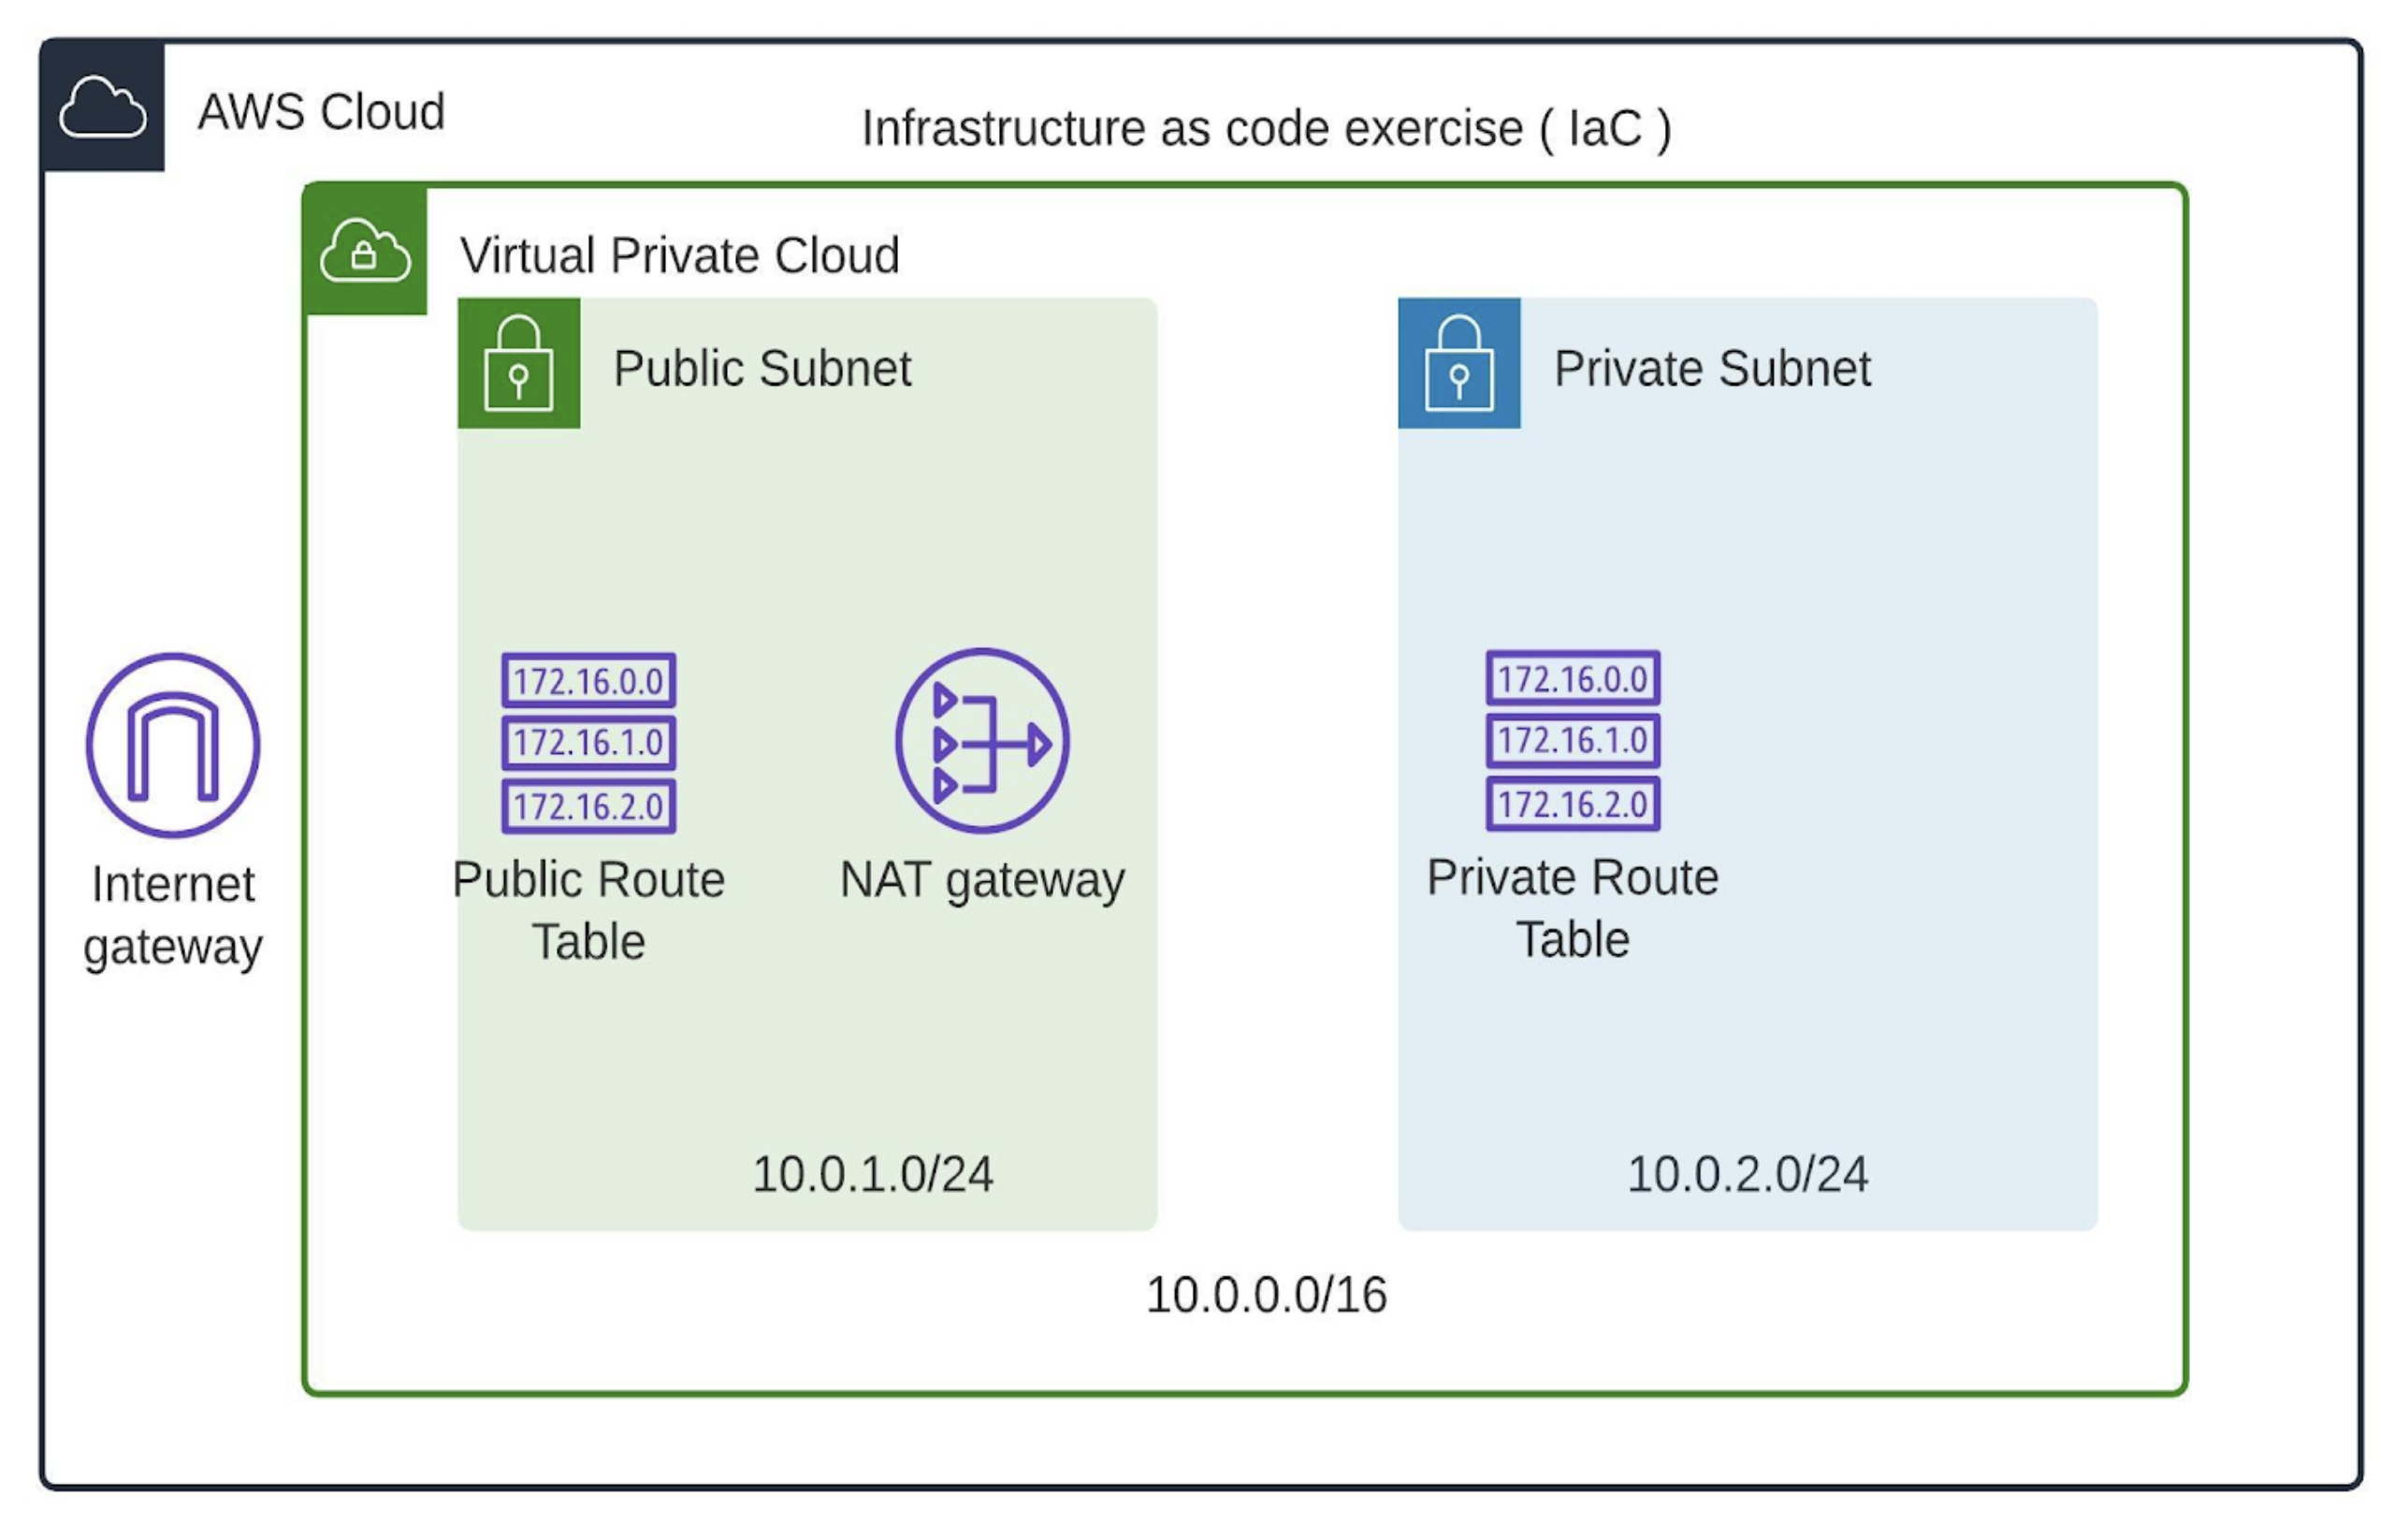 AWS Cloud
Infrastructure as code exercise ( IaC )
Virtual Private Cloud
Public Subnet
Private Subnet
172.16.0.0
172.16.1.0
172.16.2.0
172.16.0.0
172.16.1.0
172.16.2.0
Internet
gateway
Public Route
Table
NAT gateway
Private Route
Table
10.0.1.0/24
10.0.2.0/24
10.0.0.0/16